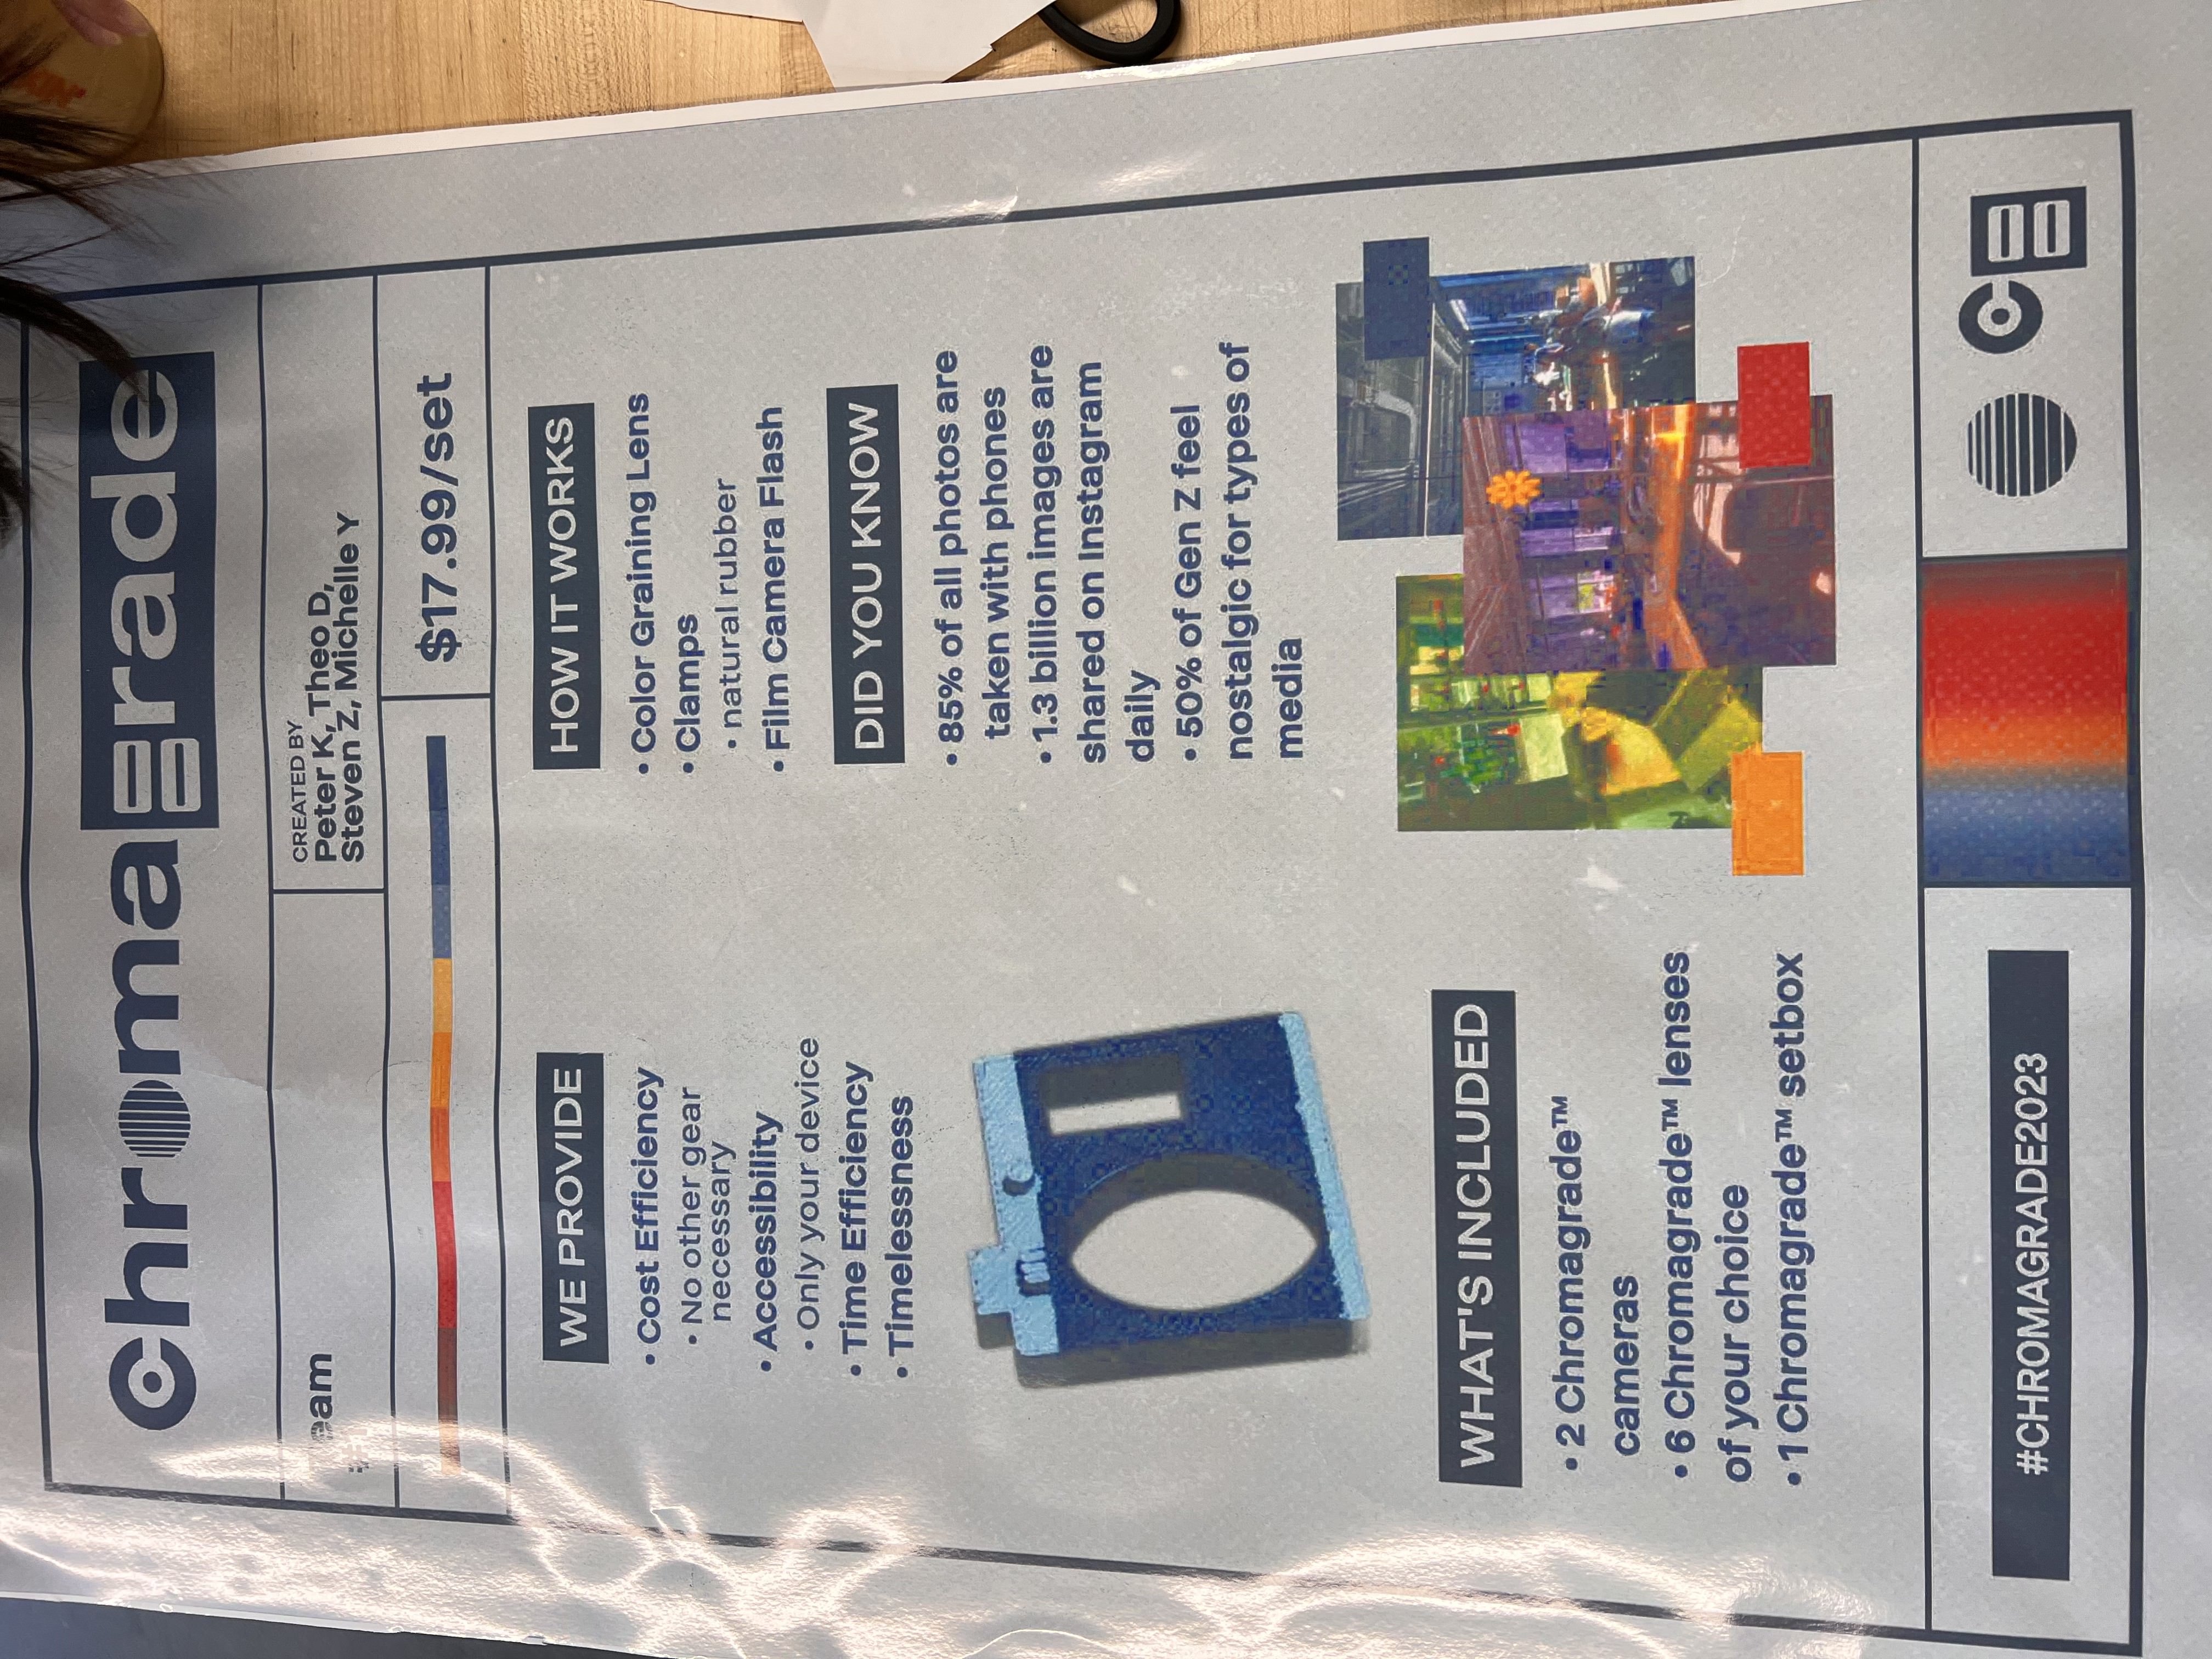 chromagrade
Team
#
CREATED BY
Peter K, Theo D,
Steven Z, Michelle Y
$17.99/set
WE PROVIDE
• Cost Efficiency
• No other gear
necessary
• Accessibility
• Only your device
• Time Efficiency
• Timelessness
HOW IT WORKS
• Color Graining Lens
• Clamps
• natural rubber
• Film Camera Flash
DID YOU KNOW
• 85% of all photos are
taken with phones
• 1.3 billion images are
shared on Instagram
daily
• 50% of Gen Z feel
nostalgic for types of
media
WHAT'S INCLUDED
• 2 Chromagrade™
cameras
• 6 Chromagrade™ lenses
of your choice
• 1 Chromagrade™ setbox
#CHROMAGRADE2023